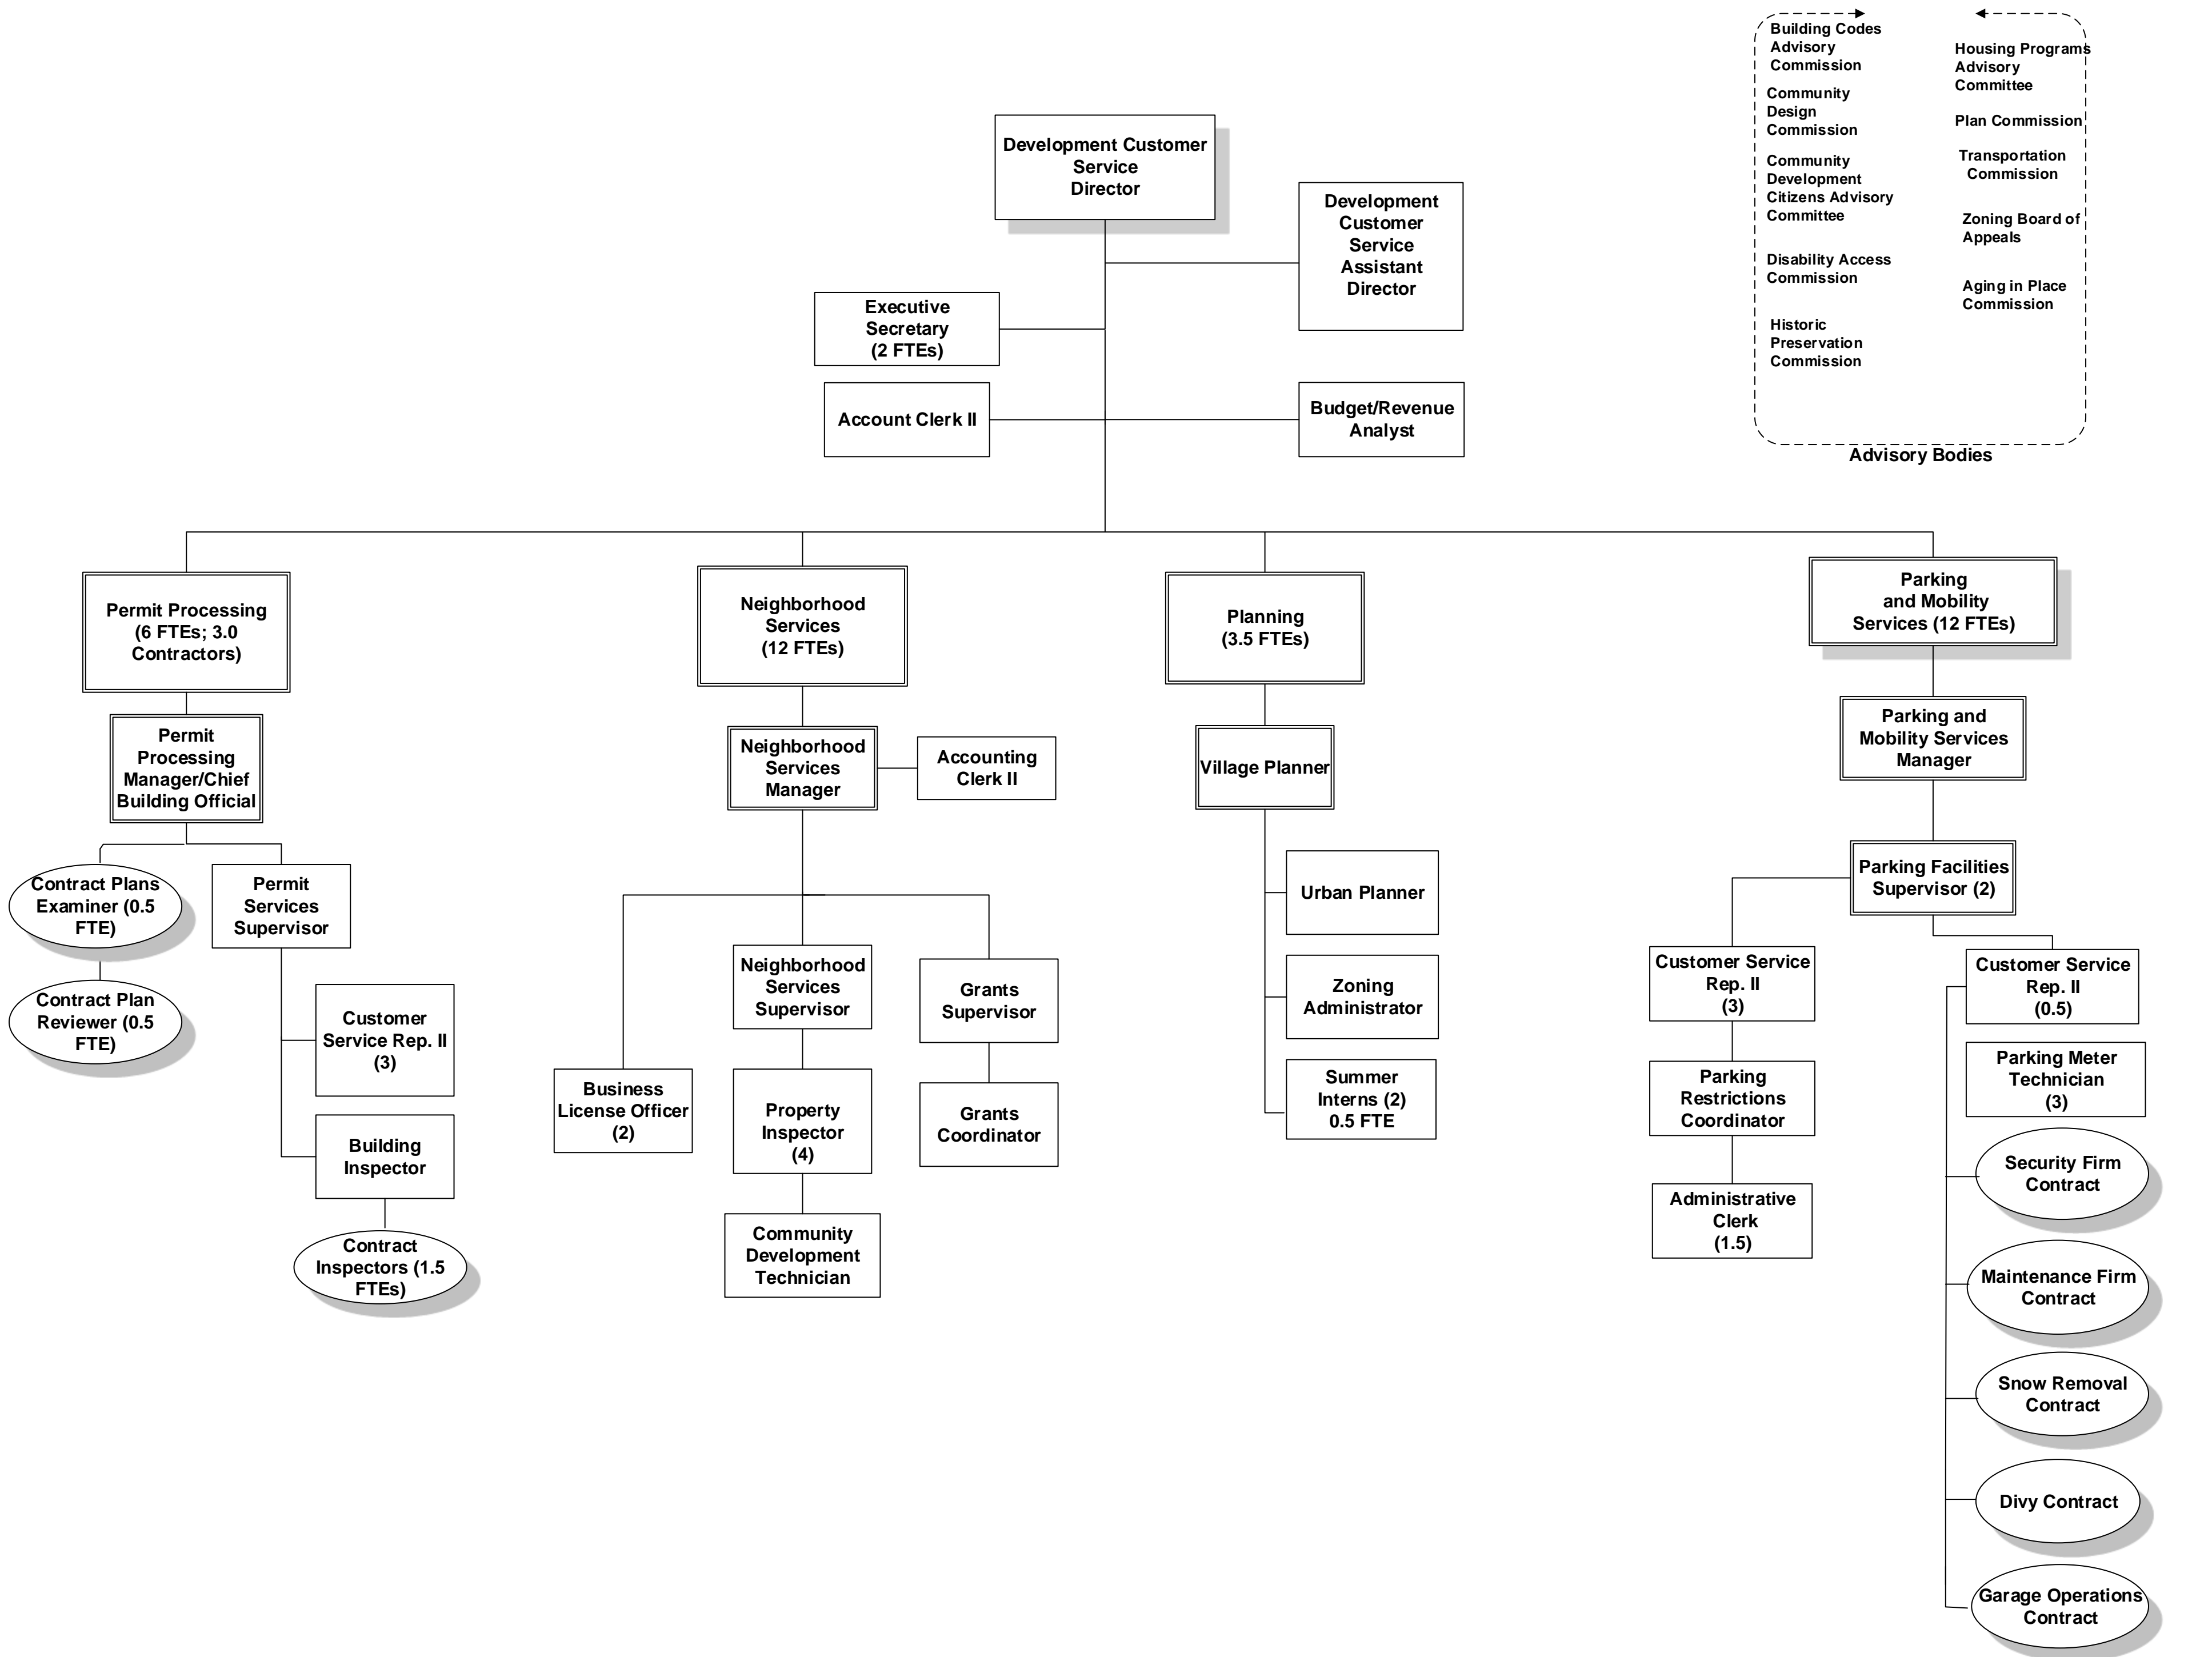 Building Codes
Advisory
Commission
Community
Design
Commission
Community
Development
Citizens Advisory
Committee
Disability Access
Commission
Historic
Preservation
Commission
Housing Programs
Advisory
Committee
Plan Commission
Transportation
Commission
Zoning Board of
Appeals
Aging in Place
Commission
Advisory Bodies
Development Customer
Service
Director
Development
Customer
Service
Assistant
Director
Executive
Secretary
(2 FTEs)
Account Clerk II
Budget/Revenue
Analyst
Permit Processing
(6 FTEs; 3.0
Contractors)
Permit
Processing
Manager/Chief
Building Official
Contract Plans
Examiner (0.5
FTE)
Contract Plan
Reviewer (0.5
FTE)
Permit
Services
Supervisor
Customer
Service Rep. II
(3)
Building
Inspector
Contract
Inspectors (1.5
FTEs)
Neighborhood
Services
(12 FTEs)
Neighborhood
Services
Manager
Accounting
Clerk II
Business
License Officer
(2)
Neighborhood
Services
Supervisor
Property
Inspector
(4)
Community
Development
Technician
Grants
Supervisor
Grants
Coordinator
Planning
(3.5 FTEs)
Village Planner
Urban Planner
Zoning
Administrator
Summer
Interns (2)
0.5 FTE
Parking
and Mobility
Services (12 FTEs)
Parking and
Mobility Services
Manager
Parking Facilities
Supervisor (2)
Customer Service
Rep. II
(3)
Parking
Restrictions
Coordinator
Administrative
Clerk
(1.5)
Customer Service
Rep. II
(0.5)
Parking Meter
Technician
(3)
Security Firm
Contract
Maintenance Firm
Contract
Snow Removal
Contract
Divy Contract
Garage Operations
Contract